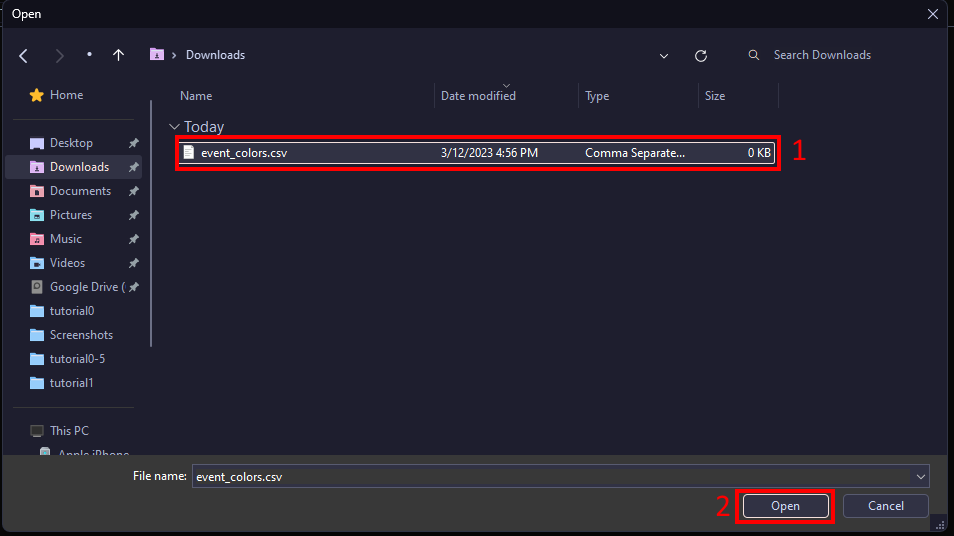 Open
Downloads
Search Downloads
Home
Name Date modified Type Size
Today
event_colors.csv 3/12/2023 4:56 PM Comma Separate... 0 KB 1
Desktop
Downloads
Documents
Pictures
Music
Videos
Google Drive (
tutorial0
Screenshots
tutorial0-5
tutorial1
This PC
Apple iPhone
File name: event_colors.csv
2 Open Cancel